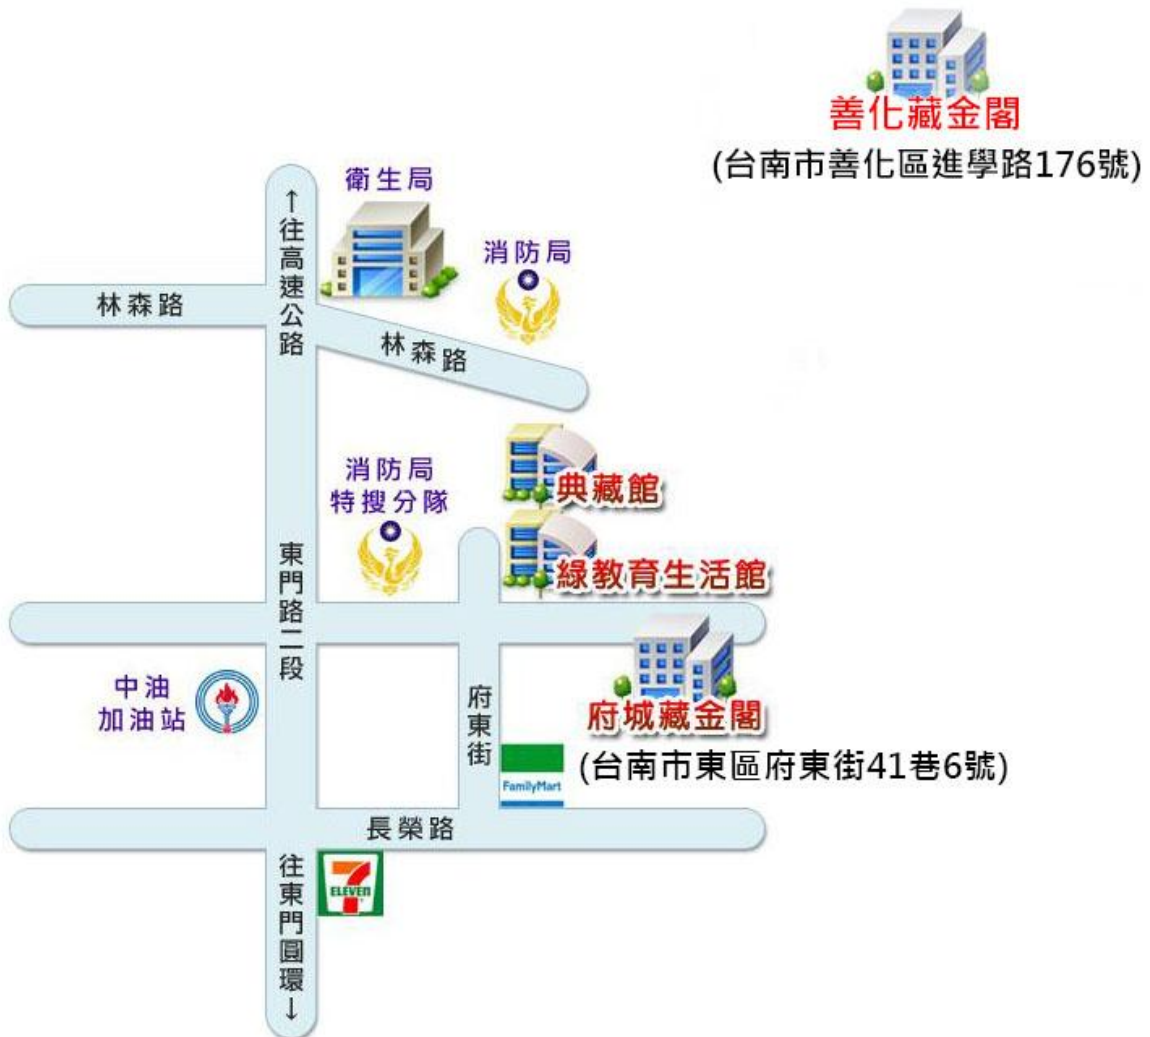 善化藏金閣
(台南市善化區進學路176號)
衛生局
↑往高速公路
消防局
林森路
林森路
消防局
特搜分隊
典藏館
綠教育生活館
東門路二段
中油
加油站
府東街
府城藏金閣
(台南市東區府東街41巷6號)
FamilyMart
長榮路
7
ELEVEn
往東門圓環↓